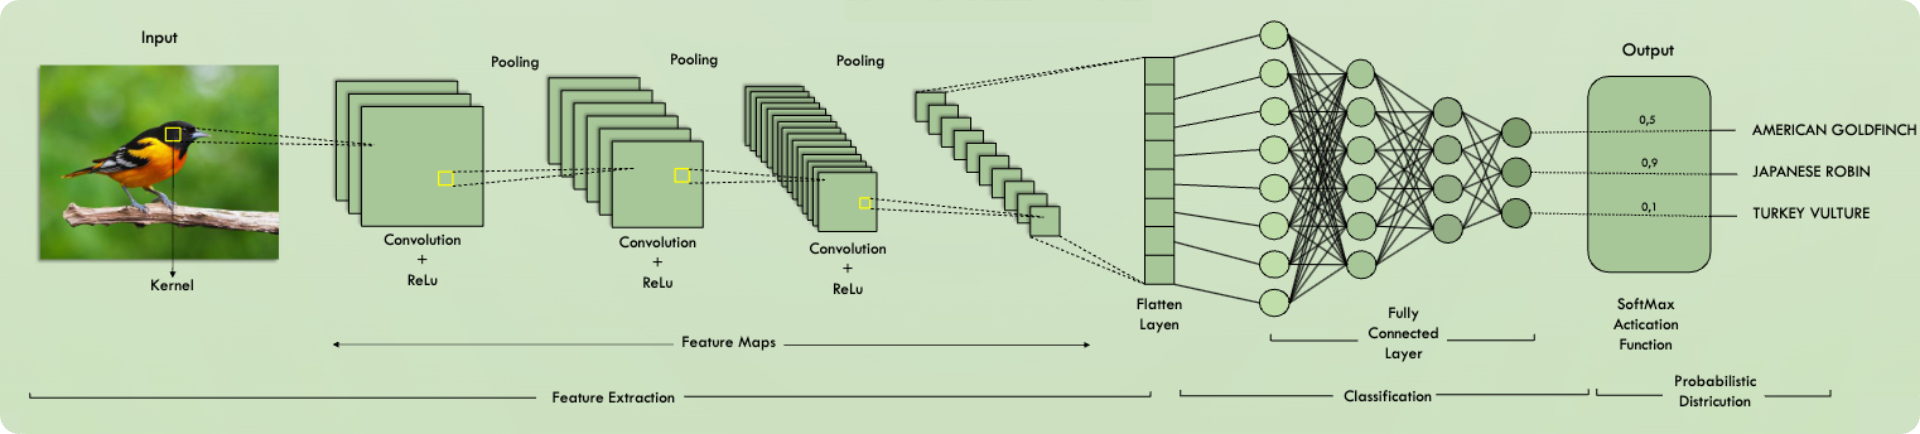 Input
Pooling
Pooling
Pooling
Output
0,5
AMERICAN GOLDFINCH
0,9
JAPANESE ROBIN
0,1
TURKEY VULTURE
Kernel
Convolution
+
ReLu
Convolution
+
ReLu
Convolution
+
ReLu
Flatten
Layen
Fully
Connected
Layer
SoftMax
Actication
Function
Feature Maps
Feature Extraction
Classification
Probabilistic
Districution